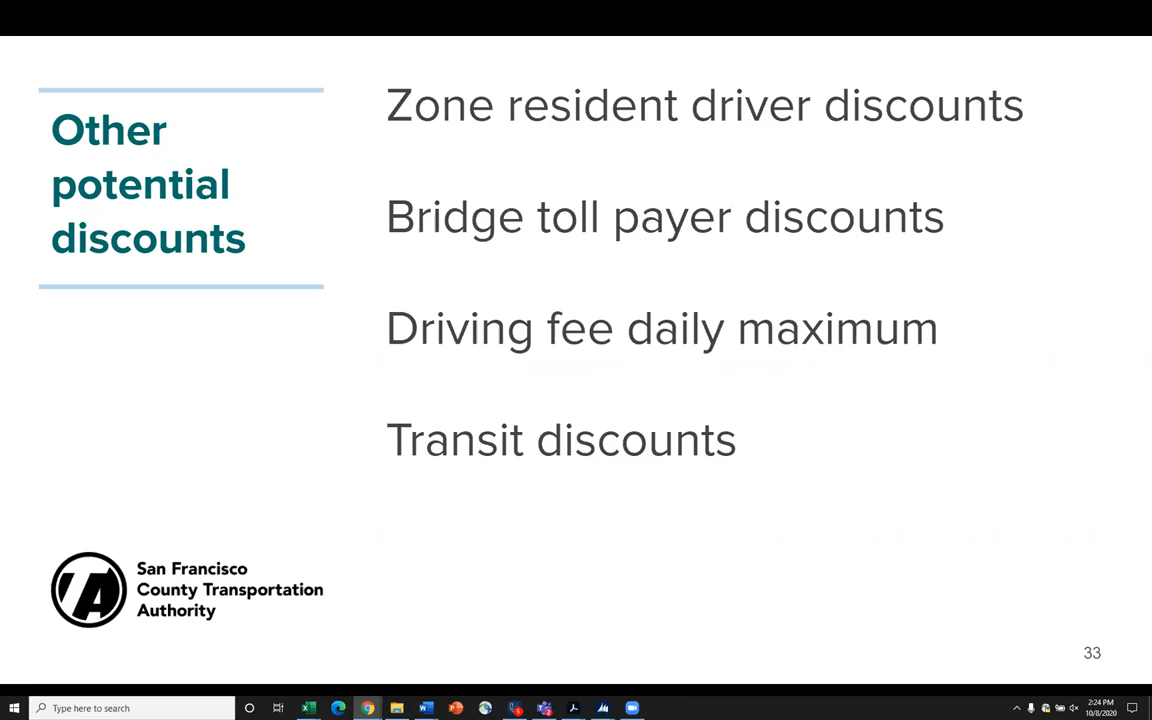 Other
potential
discounts
Zone resident driver discounts
Bridge toll payer discounts
Driving fee daily maximum
Transit discounts
San Francisco
County Transportation
Authority
33
Type here to search
2:24 PM
10/8/2020